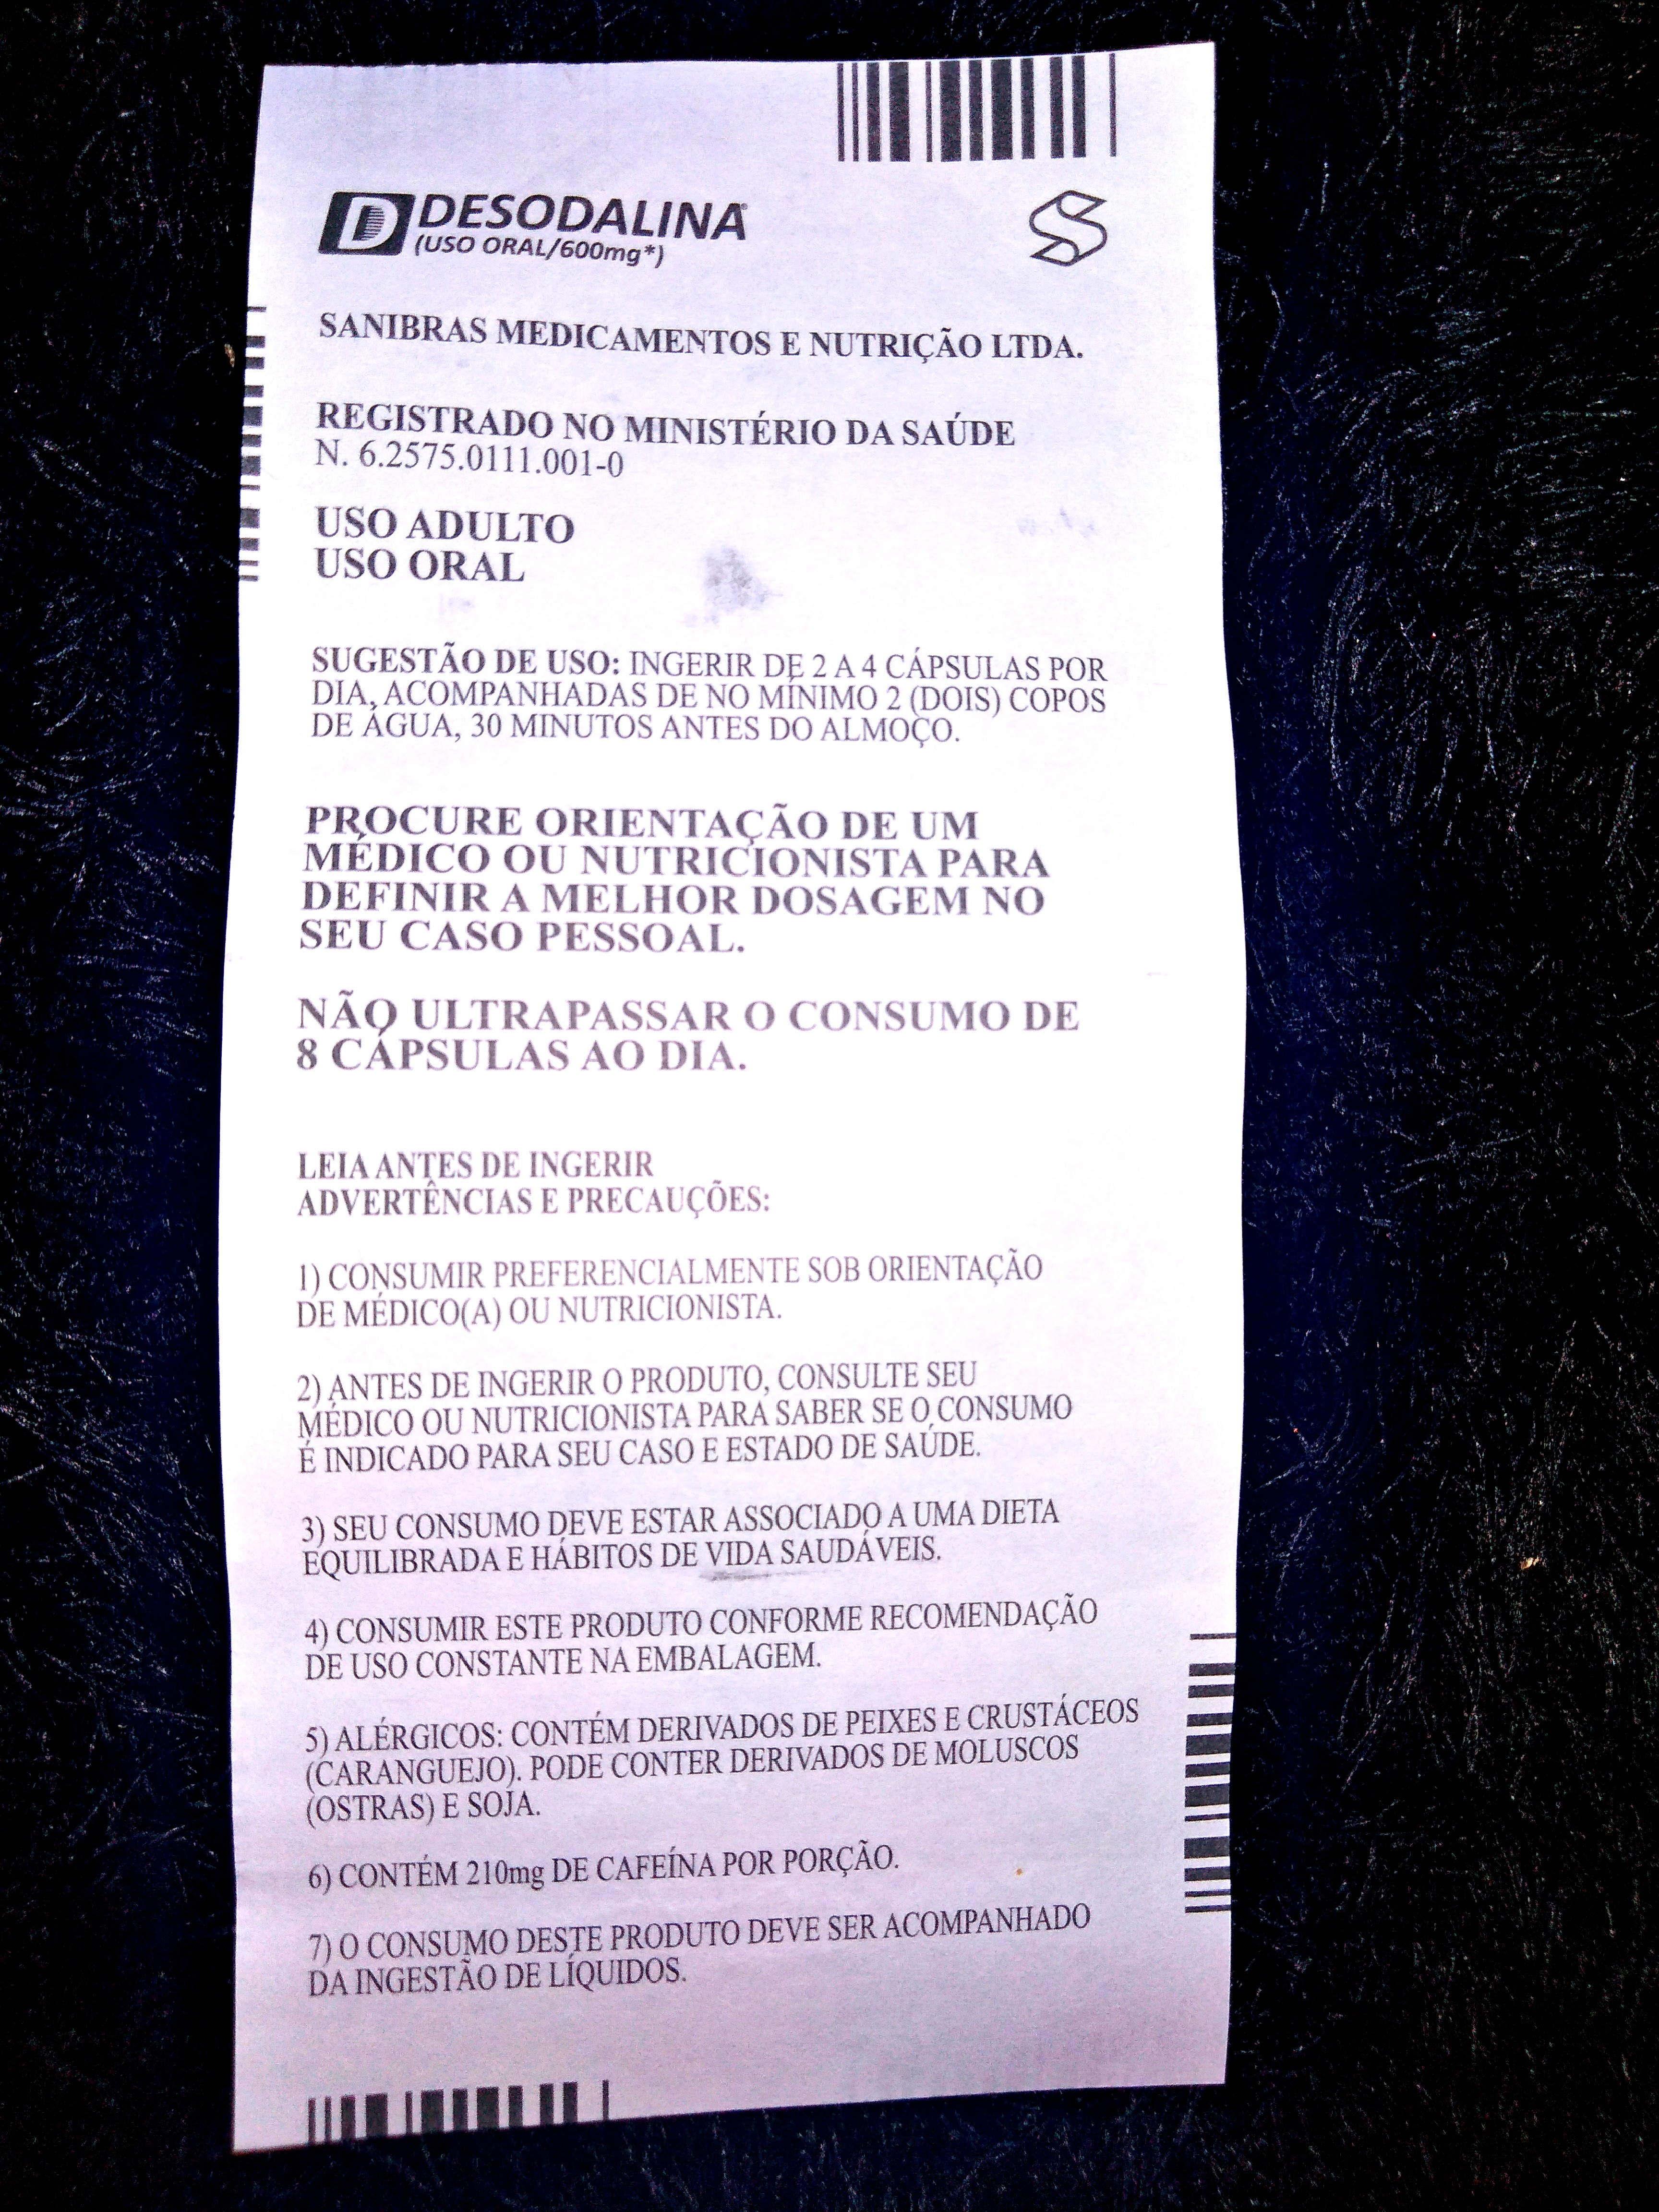 DESODALINA
(USO ORAL/600mg*)
SANIBRAS MEDICAMENTOS E NUTRIÇÃO LTDA.
REGISTRADO NO MINISTÉRIO DA SAÚDE
N. 6.2575.0111.001-0
USO ADULTO
USO ORAL
SUGESTÃO DE USO: INGERIR DE 2 A 4 CÁPSULAS POR
DIA, ACOMPANHADAS DE NO MÍNIMO 2 (DOIS) COPOS
DE ÁGUA, 30 MINUTOS ANTES DO ALMOÇO.
PROCURE ORIENTAÇÃO DE UM
MÉDICO OU NUTRICIONISTA PARA
DEFINIR A MELHOR DOSAGEM NO
SEU CASO PESSOAL.
NÃO ULTRAPASSAR O CONSUMO DE
8 CÁPSULAS AO DIA.
LEIA ANTES DE INGERIR
ADVERTÊNCIAS E PRECAUÇÕES:
1) CONSUMIR PREFERENCIALMENTE SOB ORIENTAÇÃO
DE MÉDICO(A) OU NUTRICIONISTA.
2) ANTES DE INGERIR O PRODUTO, CONSULTE SEU
MÉDICO OU NUTRICIONISTA PARA SABER SE O CONSUMO
É INDICADO PARA SEU CASO E ESTADO DE SAÚDE.
3) SEU CONSUMO DEVE ESTAR ASSOCIADO A UMA DIETA
EQUILIBRADA E HÁBITOS DE VIDA SAUDÁVEIS.
4) CONSUMIR ESTE PRODUTO CONFORME RECOMENDAÇÃO
DE USO CONSTANTE NA EMBALAGEM.
5) ALÉRGICOS: CONTÉM DERIVADOS DE PEIXES E CRUSTÁCEOS
(CARANGUEJO). PODE CONTER DERIVADOS DE MOLUSCOS
(OSTRAS) E SOJA.
6) CONTÉM 210mg DE CAFEÍNA POR PORÇÃO.
7) O CONSUMO DESTE PRODUTO DEVE SER ACOMPANHADO
DA INGESTÃO DE LÍQUIDOS.